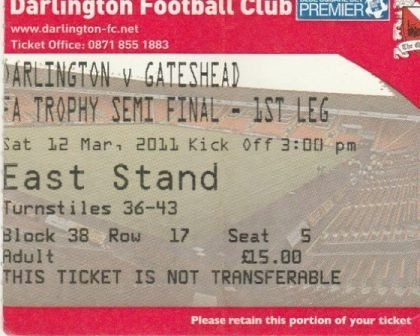 Darlington Football Club
www.darlington-fc.net
Ticket Office: 0871 855 1883
PREMIER
DARLINGTON v GATESHEAD
FA TROPHY SEMI FINAL - 1ST LEG
Sat 12 Mar, 2011 Kick Off 3:00 pm
East Stand
Turnstiles 36-43
Block 38 Row 17 Seat 5
Adult £15.00
THIS TICKET IS NOT TRANSFERABLE
Please retain this portion of your ticket